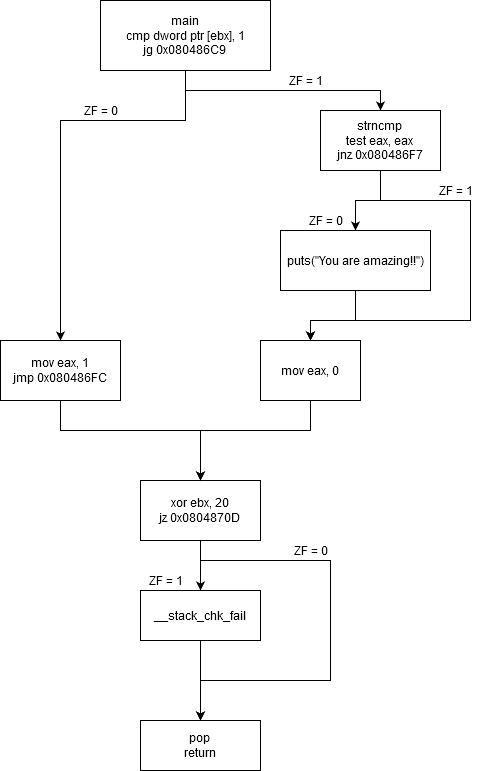 main
cmp dword ptr [ebx], 1
jg 0x080486C9
ZF = 1
ZF = 0
strncmp
test eax, eax
jnz 0x080486F7
ZF = 1
ZF = 0
puts("You are amazing!!")
mov eax, 1
jmp 0x080486FC
mov eax, 0
xor ebx, 20
jz 0x0804870D
ZF = 0
ZF = 1
__stack_chk_fail
pop
return